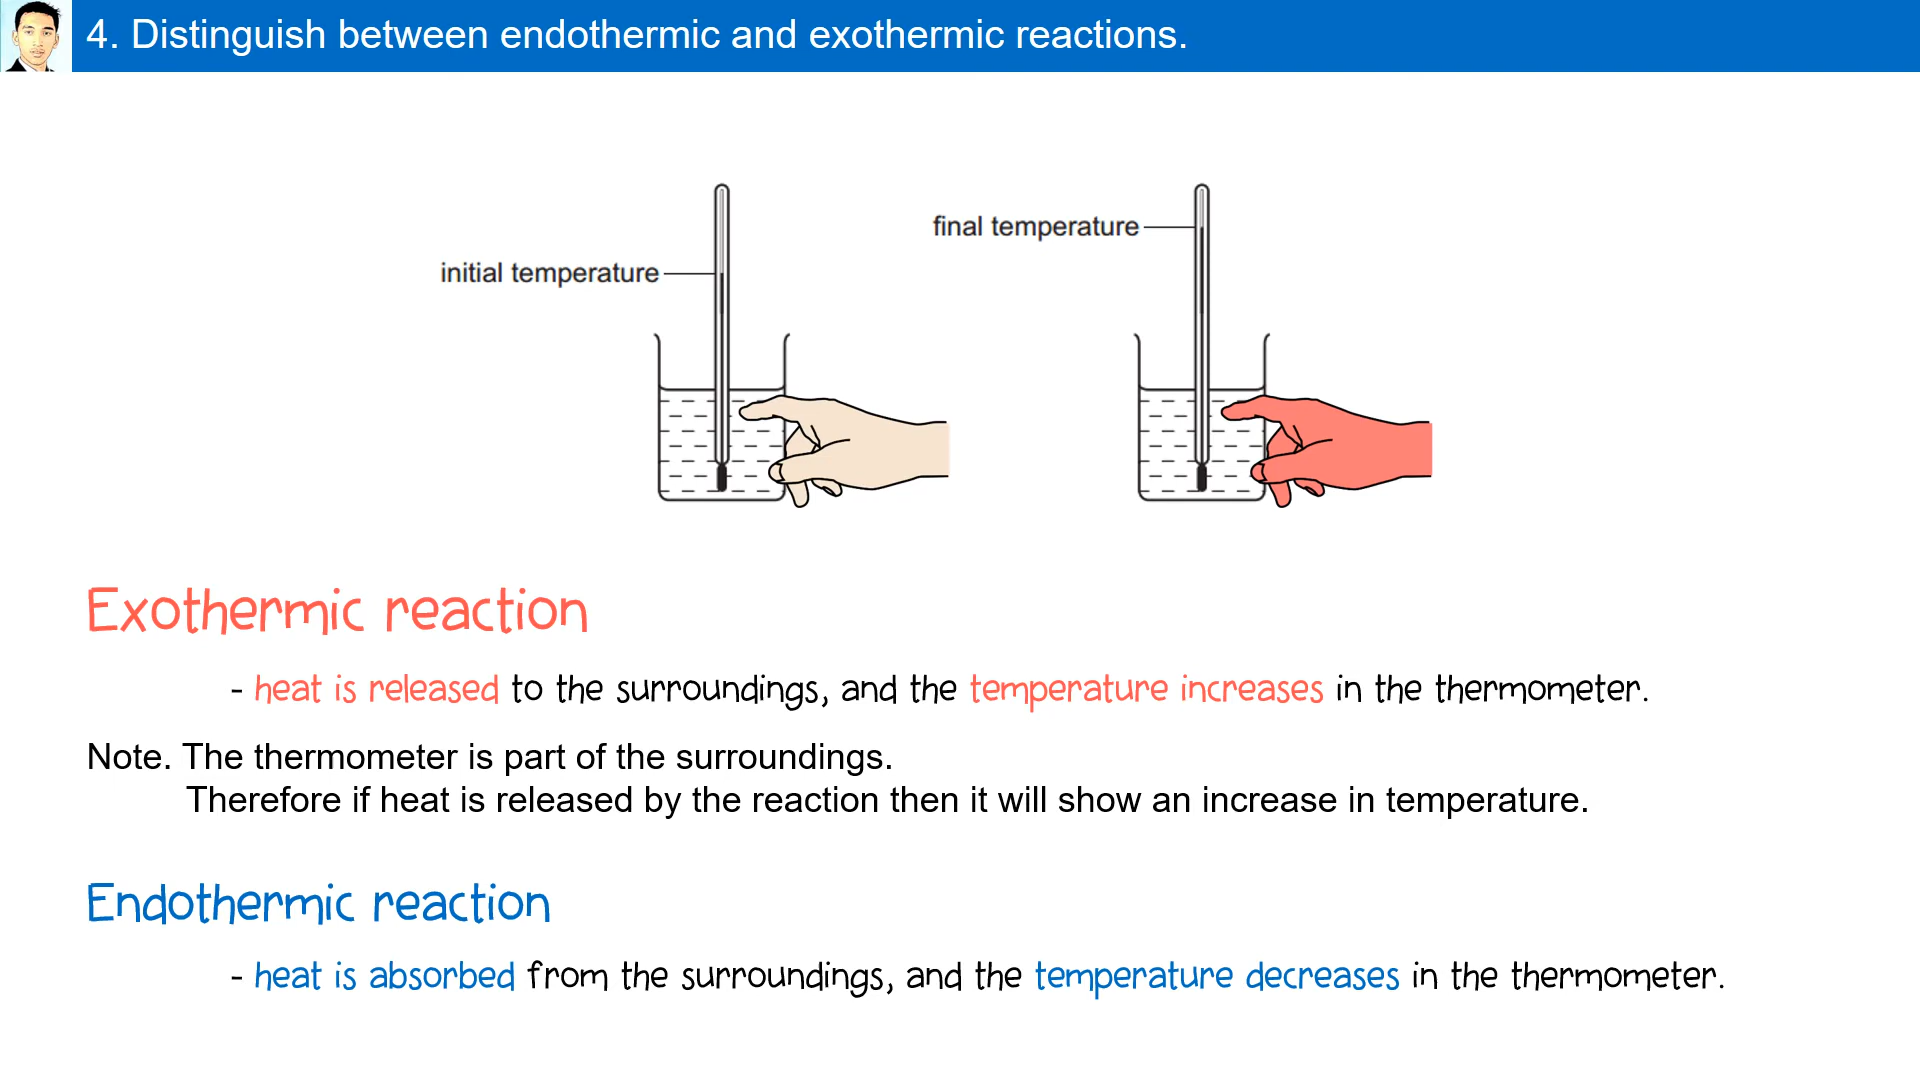 4. Distinguish between endothermic and exothermic reactions.
final temperature
initial temperature
Exothermic reaction
- heat is released to the surroundings, and the temperature increases in the thermometer.
Note. The thermometer is part of the surroundings.
Therefore if heat is released by the reaction then it will show an increase in temperature.
Endothermic reaction
- heat is absorbed from the surroundings, and the temperature decreases in the thermometer.